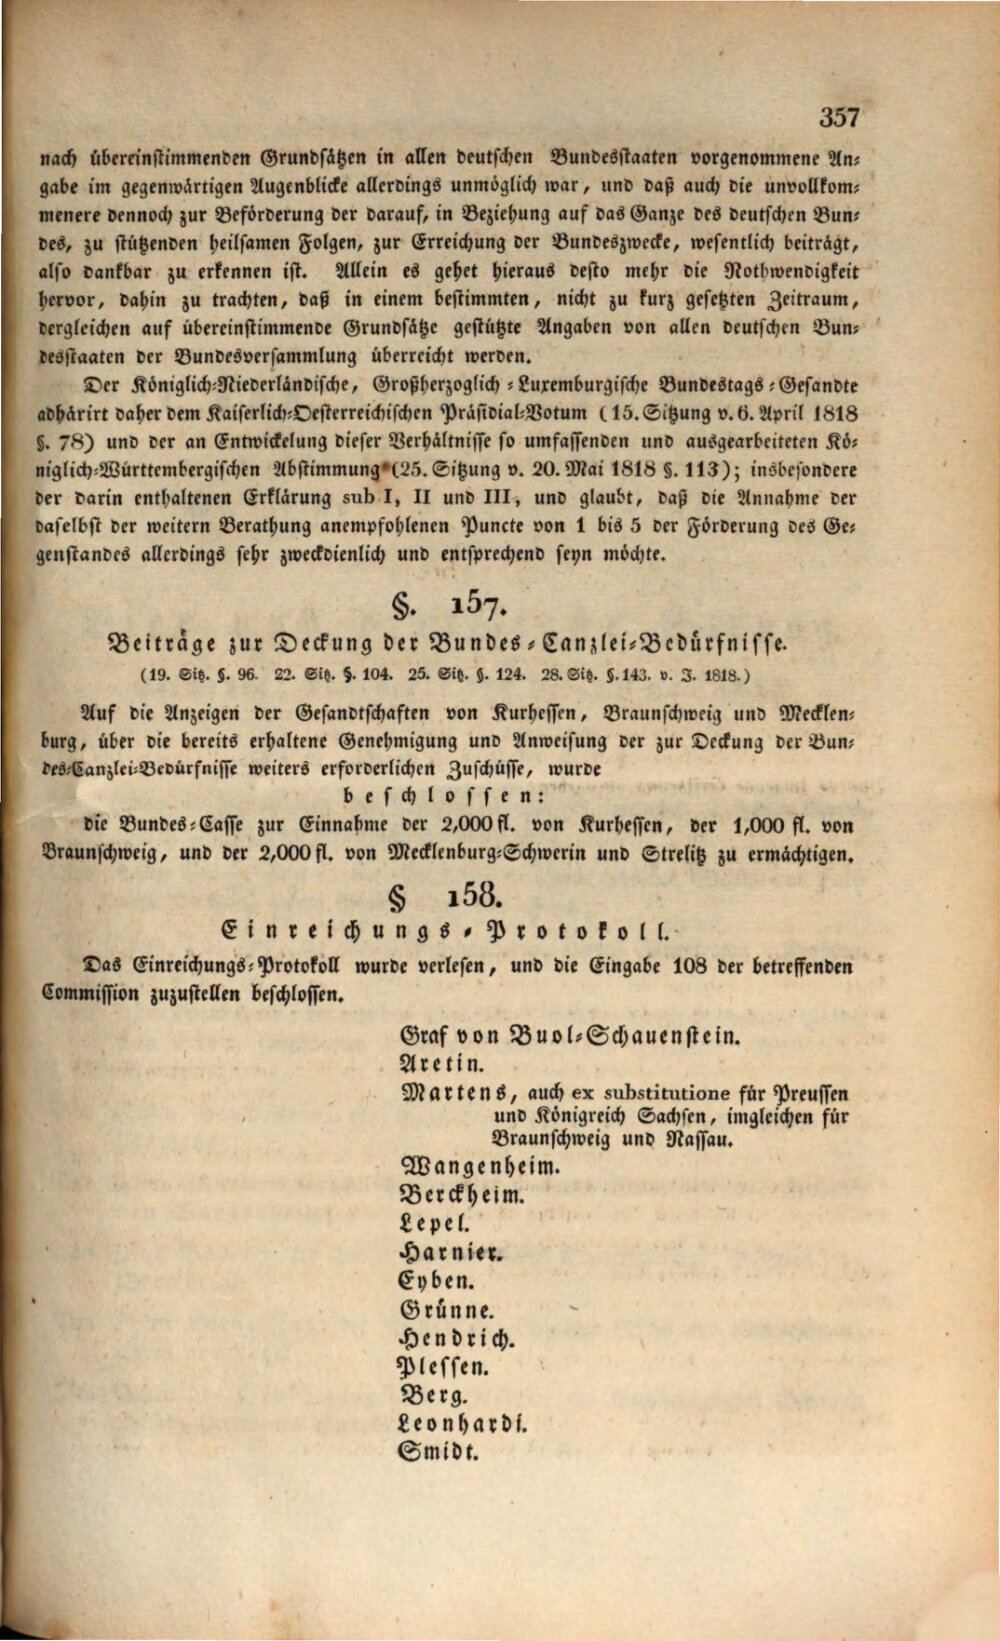 357
nach übereinstimmenden Grundsätzen in allen deutschen Bundesstaaten vorgenommene An-
gabe im gegenwärtigen Augenblicke allerdings unmöglich war, und daß auch die unvollkom-
menere dennoch zur Beförderung der darauf, in Beziehung auf das Ganze des deutschen Bun-
des, zu stützenden heilsamen Folgen, zur Erreichung der Bundeszwecke, wesentlich beiträgt,
also dankbar zu erkennen ist. Allein es gehet hieraus desto mehr die Nothwendigkeit
hervor, dahin zu trachten, daß in einem bestimmten, nicht zu kurz gesetzten Zeitraum,
dergleichen auf übereinstimmende Grundsätze gestützte Angaben von allen deutschen Bun-
desstaaten der Bundesversammlung überreicht werden.
Der Königlich-Niederländische, Großherzoglich-Luxemburgische Bundestags-Gesandte
adhärirt daher dem Kaiserlich-Oesterreichischen Präsidial-Votum (15. Sitzung v. 6. April 1818
§. 78) und der an Entwickelung dieser Verhältnisse so umfassenden und ausgearbeiteten Kö-
niglich-Württembergischen Abstimmung (25. Sitzung v. 20. Mai 1818 §. 113); insbesondere
der darin enthaltenen Erklärung sub I, II und III, und glaubt, daß die Annahme der
daselbst der weitern Berathung anempfohlenen Puncte von 1 bis 5 der Förderung des Ge-
genstandes allerdings sehr zweckdienlich und entsprechend seyn möchte.
§. 157.
Beiträge zur Deckung der Bundes-Canzlei-Bedürfnisse.
(19. Sitz. §. 96. 22. Sitz. §. 104. 25. Sitz. §. 124. 28. Sitz. §. 143. v. J. 1818.)
Auf die Anzeigen der Gesandtschaften von Kurhessen, Braunschweig und Mecklen-
burg, über die bereits erhaltene Genehmigung und Anweisung der zur Deckung der Bun-
des-Canzlei-Bedürfnisse weiters erforderlichen Zuschüsse, wurde
beschlossen:
die Bundes-Casse zur Einnahme der 2,000 fl. von Kurhessen, der 1,000 fl. von
Braunschweig, und der 2,000 fl. von Mecklenburg-Schwerin und Strelitz zu ermächtigen.
§ 158.
Einreichungs-Protokoll.
Das Einreichungs-Protokoll wurde verlesen, und die Eingabe 108 der betreffenden
Commission zuzustellen beschlossen.
Graf von Buol-Schauenstein.
Aretin.
Martens, auch ex substitutione für Preussen
und Königreich Sachsen, imgleichen für
Braunschweig und Nassau.
Wangenheim.
Berckheim.
Lepel.
Harnier.
Eyben.
Grünne.
Hendrich.
Plessen.
Berg.
Leonhardi.
Smidt.